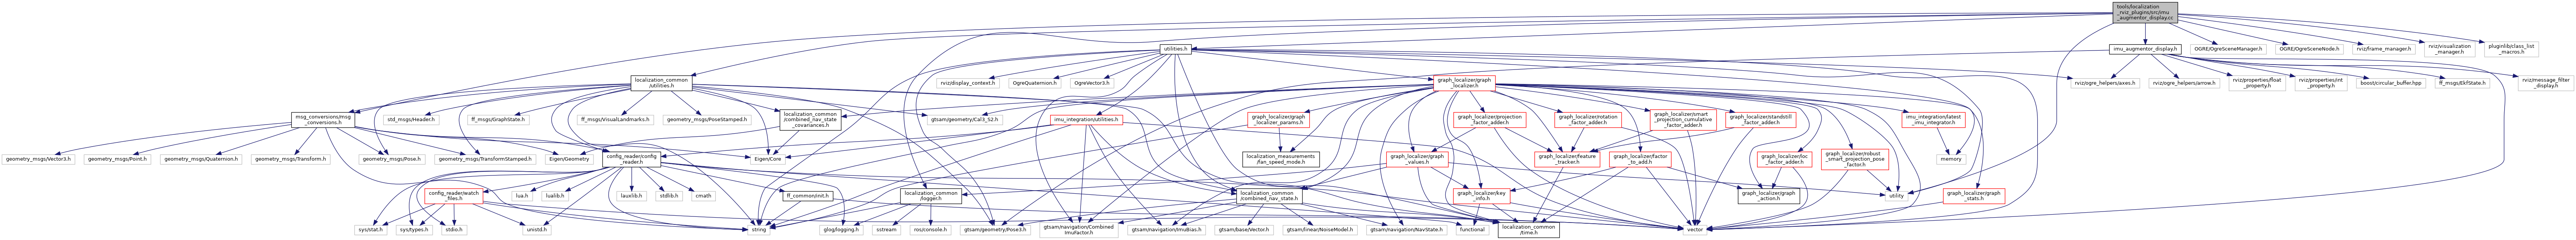 tools/localization
_rviz_plugins/src/imu
_augmentor_display.cc
utilities.h
imu_augmentor_display.h
OGRE/OgreSceneManager.h
OGRE/OgreSceneNode.h
rviz/frame_manager.h
rviz/visualization
_manager.h
pluginlib/class_list
_macros.h
localization_common
/utilities.h
rviz/display_context.h
OgreQuaternion.h
OgreVector3.h
graph_localizer/graph
_localizer.h
rviz/ogre_helpers/axes.h
rviz/ogre_helpers/arrow.h
rviz/properties/float
_property.h
rviz/properties/int
_property.h
boost/circular_buffer.hpp
ff_msgs/EkfState.h
rviz/message_filter
_display.h
msg_conversions/msg
_conversions.h
std_msgs/Header.h
ff_msgs/GraphState.h
ff_msgs/VisualLandmarks.h
geometry_msgs/PoseStamped.h
localization_common
/combined_nav_state
_covariances.h
gtsam/geometry/Cal3_S2.h
imu_integration/utilities.h
graph_localizer/graph
_localizer_params.h
graph_localizer/projection
_factor_adder.h
graph_localizer/rotation
_factor_adder.h
graph_localizer/smart
_projection_cumulative
_factor_adder.h
graph_localizer/standstill
_factor_adder.h
imu_integration/latest
_imu_integrator.h
geometry_msgs/Vector3.h
geometry_msgs/Point.h
geometry_msgs/Quaternion.h
geometry_msgs/Transform.h
geometry_msgs/Pose.h
geometry_msgs/TransformStamped.h
Eigen/Geometry
config_reader/config
_reader.h
Eigen/Core
localization_measurements
/fan_speed_mode.h
graph_localizer/graph
_values.h
graph_localizer/feature
_tracker.h
graph_localizer/factor
_to_add.h
graph_localizer/loc
_factor_adder.h
graph_localizer/robust
_smart_projection_pose
_factor.h
memory
config_reader/watch
_files.h
lua.h
lualib.h
lauxlib.h
stdlib.h
cmath
ff_common/init.h
localization_common
/logger.h
localization_common
/combined_nav_state.h
graph_localizer/key
_info.h
graph_localizer/graph
_action.h
utility
graph_localizer/graph
_stats.h
sys/stat.h
sys/types.h
stdio.h
unistd.h
string
glog/logging.h
ostream
ros/console.h
gtsam/geometry/Pose3.h
gtsam/navigation/Combined
ImuFactor.h
gtsam/navigation/ImuBias.h
gtsam/base/Vector.h
gtsam/linear/NoiseModel.h
gtsam/navigation/NavState.h
functional
localization_common
/time.h
vector